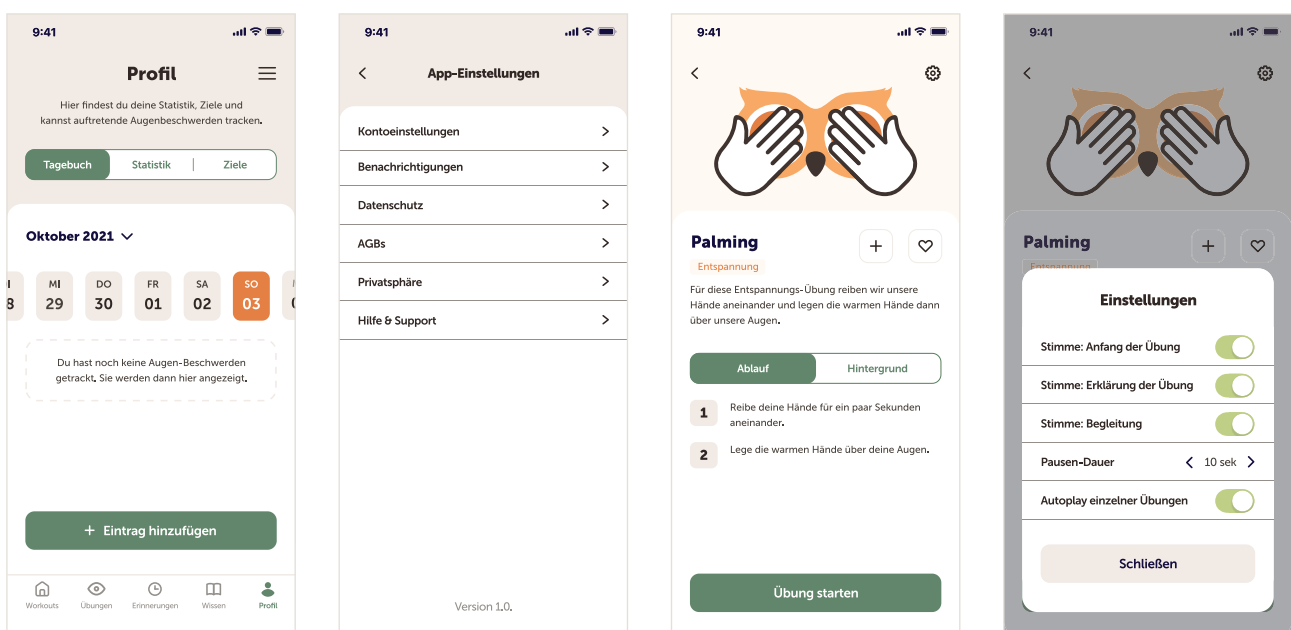 9:41
Profil
Hier findest du deine Statistik, Ziele und
kannst auftretende Augenbeschwerden tracken.
Tagebuch Statistik Ziele
Oktober 2021
MI DO FR SA SO
8 29 30 01 02 03
Du hast noch keine Augen-Beschwerden
getrackt. Sie werden dann hier angezeigt.
+ Eintrag hinzufügen
Workouts Übungen Erinnerungen Wissen Profil
9:41
App-Einstellungen
Kontoeinstellungen
Benachrichtigungen
Datenschutz
AGBs
Privatsphäre
Hilfe & Support
Version 1.0.
9:41
Palming
Entspannung
Für diese Entspannungs-Übung reiben wir unsere
Hände aneinander und legen die warmen Hände dann
über unsere Augen.
Ablauf Hintergrund
1 Reibe deine Hände für ein paar Sekunden
aneinander.
2 Lege die warmen Hände über deine Augen.
Übung starten
9:41
Palming
Entspannung
Einstellungen
Stimme: Anfang der Übung
Stimme: Erklärung der Übung
Stimme: Begleitung
Pausen-Dauer 10 sek
Autoplay einzelner Übungen
Schließen